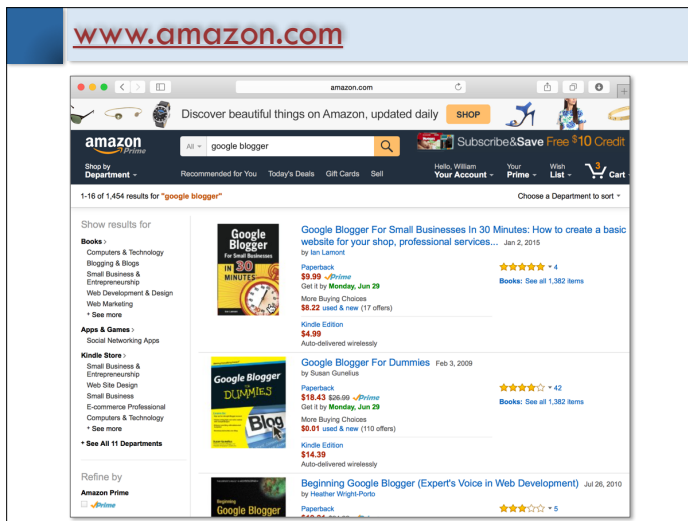 www.amazon.com
amazon.com
Discover beautiful things on Amazon, updated daily SHOP
amazon
Prime
All google blogger
Subscribe&Save Free $10 Credit
Shop by
Department
Recommended for You Today's Deals Gift Cards Sell
Hello, William
Your Account
Your
Prime
Wish
List
3
Cart
1-16 of 1,454 results for "google blogger"
Choose a Department to sort
Show results for
Books >
Computers & Technology
Blogging & Blogs
Small Business &
Entrepreneurship
Web Development & Design
Web Marketing
+ See more
Apps & Games >
Social Networking Apps
Kindle Store >
Small Business &
Entrepreneurship
Web Site Design
Small Business
E-commerce Professional
Computers & Technology
+ See more
+ See All 11 Departments
Refine by
Amazon Prime
Prime
Google
Blogger
For Small Businesses
IN 30
MINUTES
Google Blogger For Small Businesses In 30 Minutes: How to create a basic
website for your shop, professional services... Jan 2, 2015
by Ian Lamont
Paperback
$9.99 Prime
Get it by Monday, Jun 29
More Buying Choices
$8.22 used & new (17 offers)
Kindle Edition
$4.99
Auto-delivered wirelessly
4
Books: See all 1,382 items
Google Blogger
FOR
DUMMIES
Blog
Google Blogger For Dummies Feb 3, 2009
by Susan Gunelius
Paperback
$18.43 $26.99 Prime
Get it by Monday, Jun 29
More Buying Choices
$0.01 used & new (110 offers)
Kindle Edition
$14.39
Auto-delivered wirelessly
42
Books: See all 1,382 items
Beginning
Google Blogger
Beginning Google Blogger (Expert's Voice in Web Development) Jul 26, 2010
by Heather Wright-Porto
Paperback
5